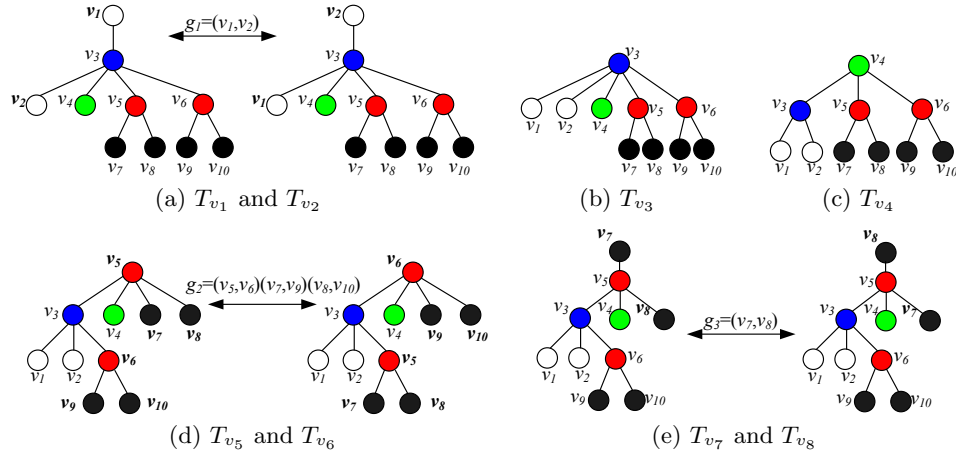 v1 v2
g1=(v1,v2)
v3 v3
v2 v4 v5 v6 v1 v4 v5 v6
v7 v8 v9 v10 v7 v8 v9 v10
(a) Tv1 and Tv2
v3
v1 v2 v4 v5 v6
v7 v8 v9 v10
(b) Tv3
v4
v3 v5 v6
v1 v2 v7 v8 v9 v10
(c) Tv4
v5 v6
g2=(v5,v6)(v7,v9)(v8,v10)
v3 v4 v7 v8 v3 v4 v9 v10
v1 v2 v6 v1 v2 v5
v9 v10 v7 v8
(d) Tv5 and Tv6
v7 v8
v5 v5
v3 v4 v8 v3 v4 v7
g3=(v7,v8)
v1 v2 v6 v1 v2 v6
v9 v10 v9 v10
(e) Tv7 and Tv8